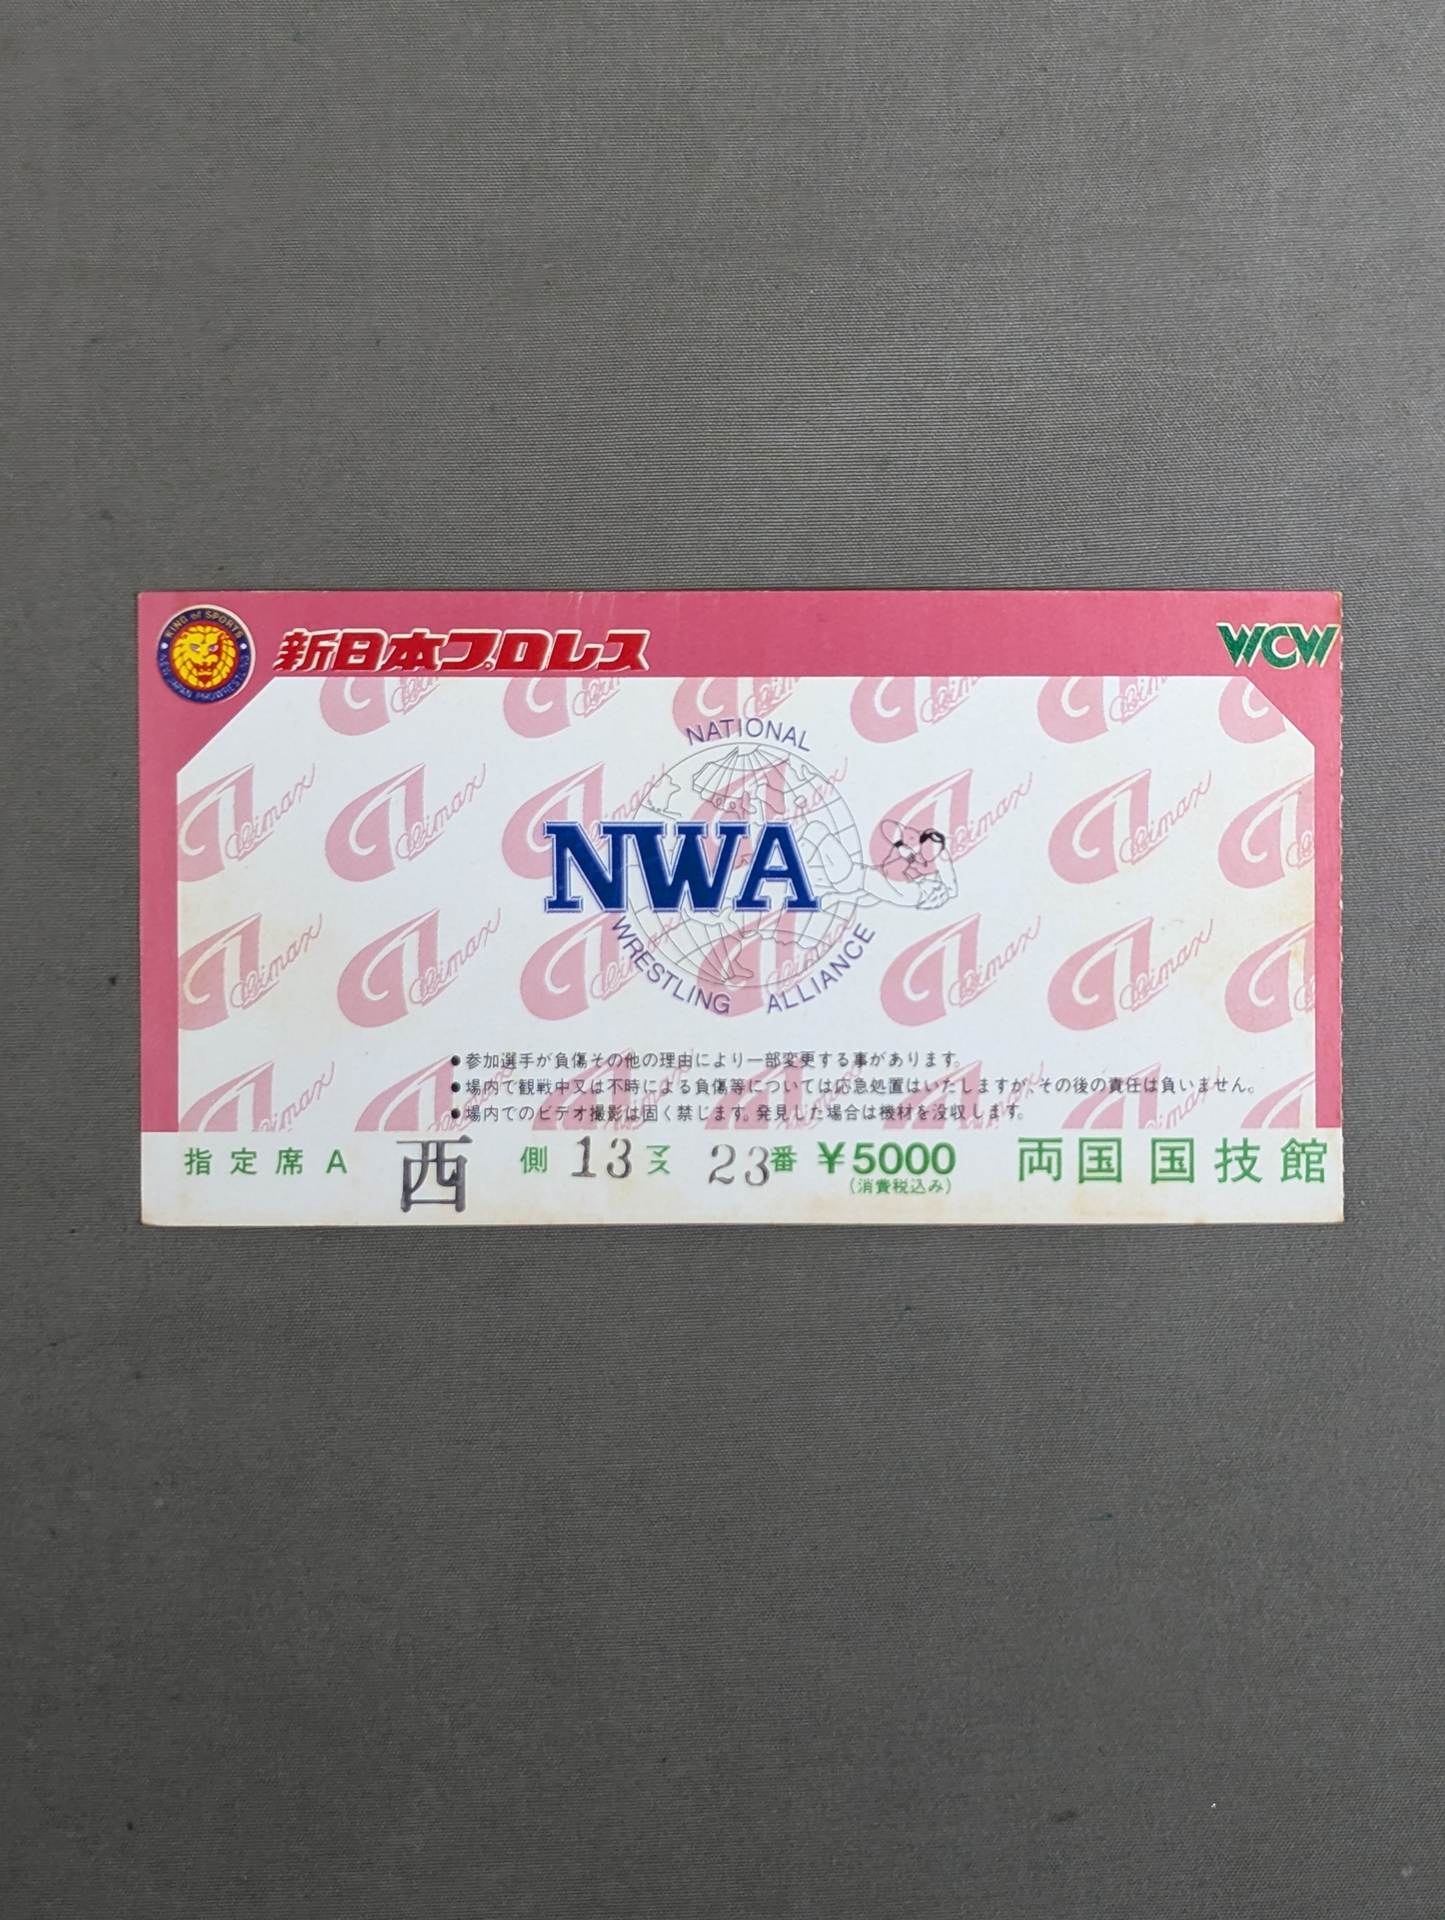 KING of SPORTS
NEW JAPAN PROWRESTLING
新日本プロレス
WCW
NATIONAL
NWA
WRESTLING ALLIANCE
G1 Climax
●参加選手が負傷その他の理由により一部変更する事があります。
●場内で観戦中又は不時による負傷等については応急処置はいたしますが、その後の責任は負いません。
●場内でのビデオ撮影は固く禁じます。発見した場合は機材を没収します。
指定席A 西 側 13 マス 23番 ¥5000 両国国技館
(消費税込み)